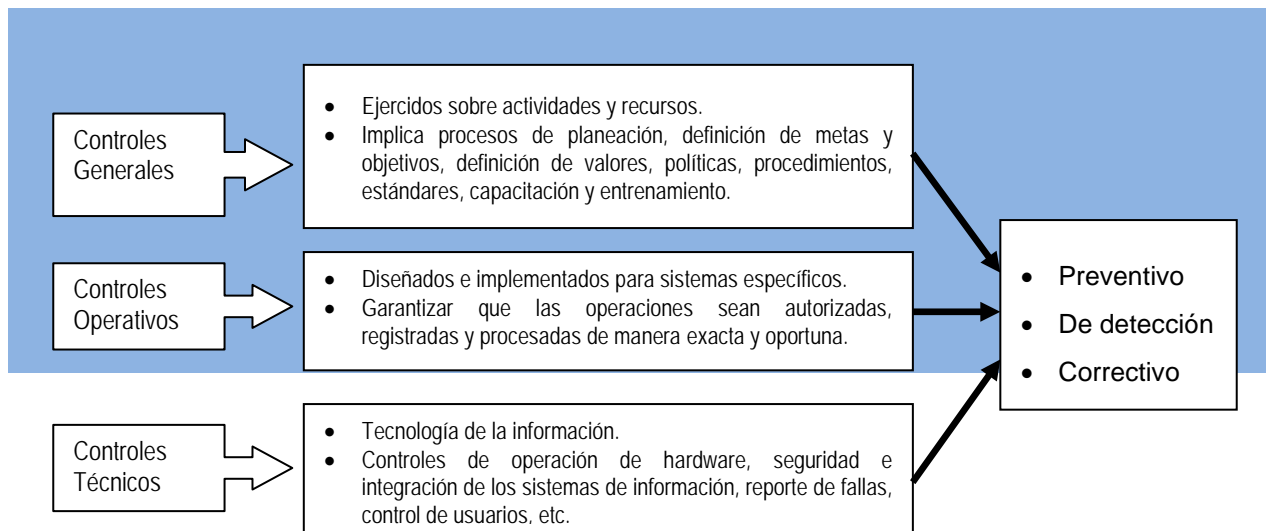 Controles
Generales
• Ejercidos sobre actividades y recursos.
• Implica procesos de planeación, definición de metas y
objetivos, definición de valores, políticas, procedimientos,
estándares, capacitación y entrenamiento.
Controles
Operativos
• Diseñados e implementados para sistemas específicos.
• Garantizar que las operaciones sean autorizadas,
registradas y procesadas de manera exacta y oportuna.
Controles
Técnicos
• Tecnología de la información.
• Controles de operación de hardware, seguridad e
integración de los sistemas de información, reporte de fallas,
control de usuarios, etc.
• Preventivo
• De detección
• Correctivo